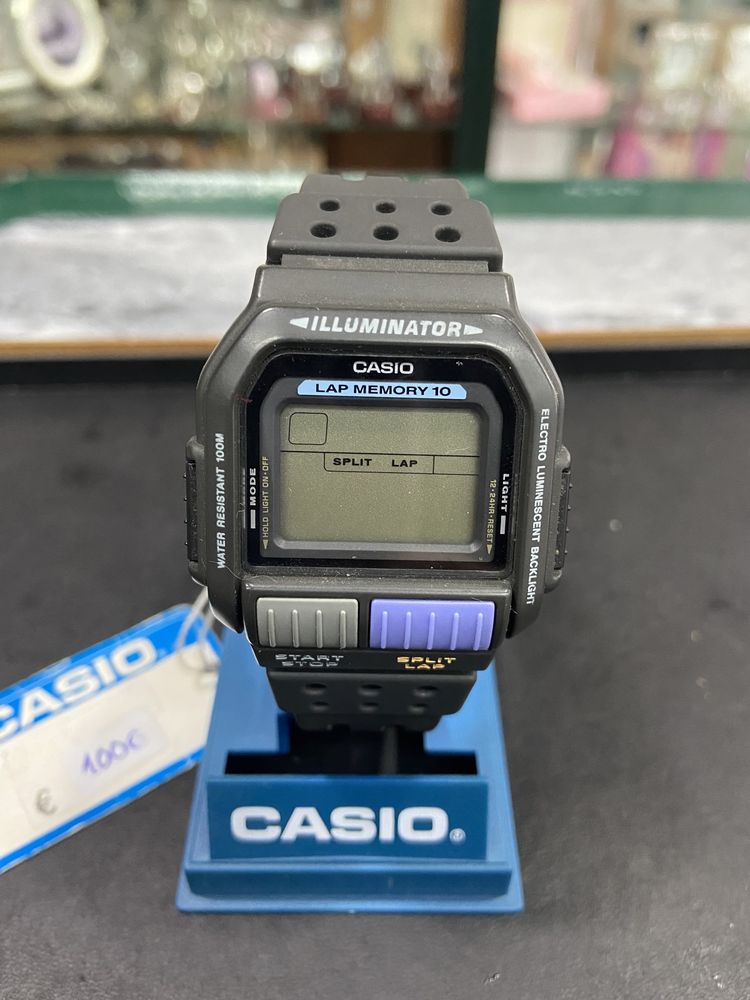 ◄ILLUMINATOR►
CASIO
LAP MEMORY 10
SPLIT LAP
WATER RESISTANT 100M
MODE
◄HOLD LIGHT ON·OFF
LIGHT
12·24HR·RESET►
ELECTRO LUMINESCENT BACKLIGHT
START
STOP
SPLIT
LAP
CASIO
€ 100€
CASIO®